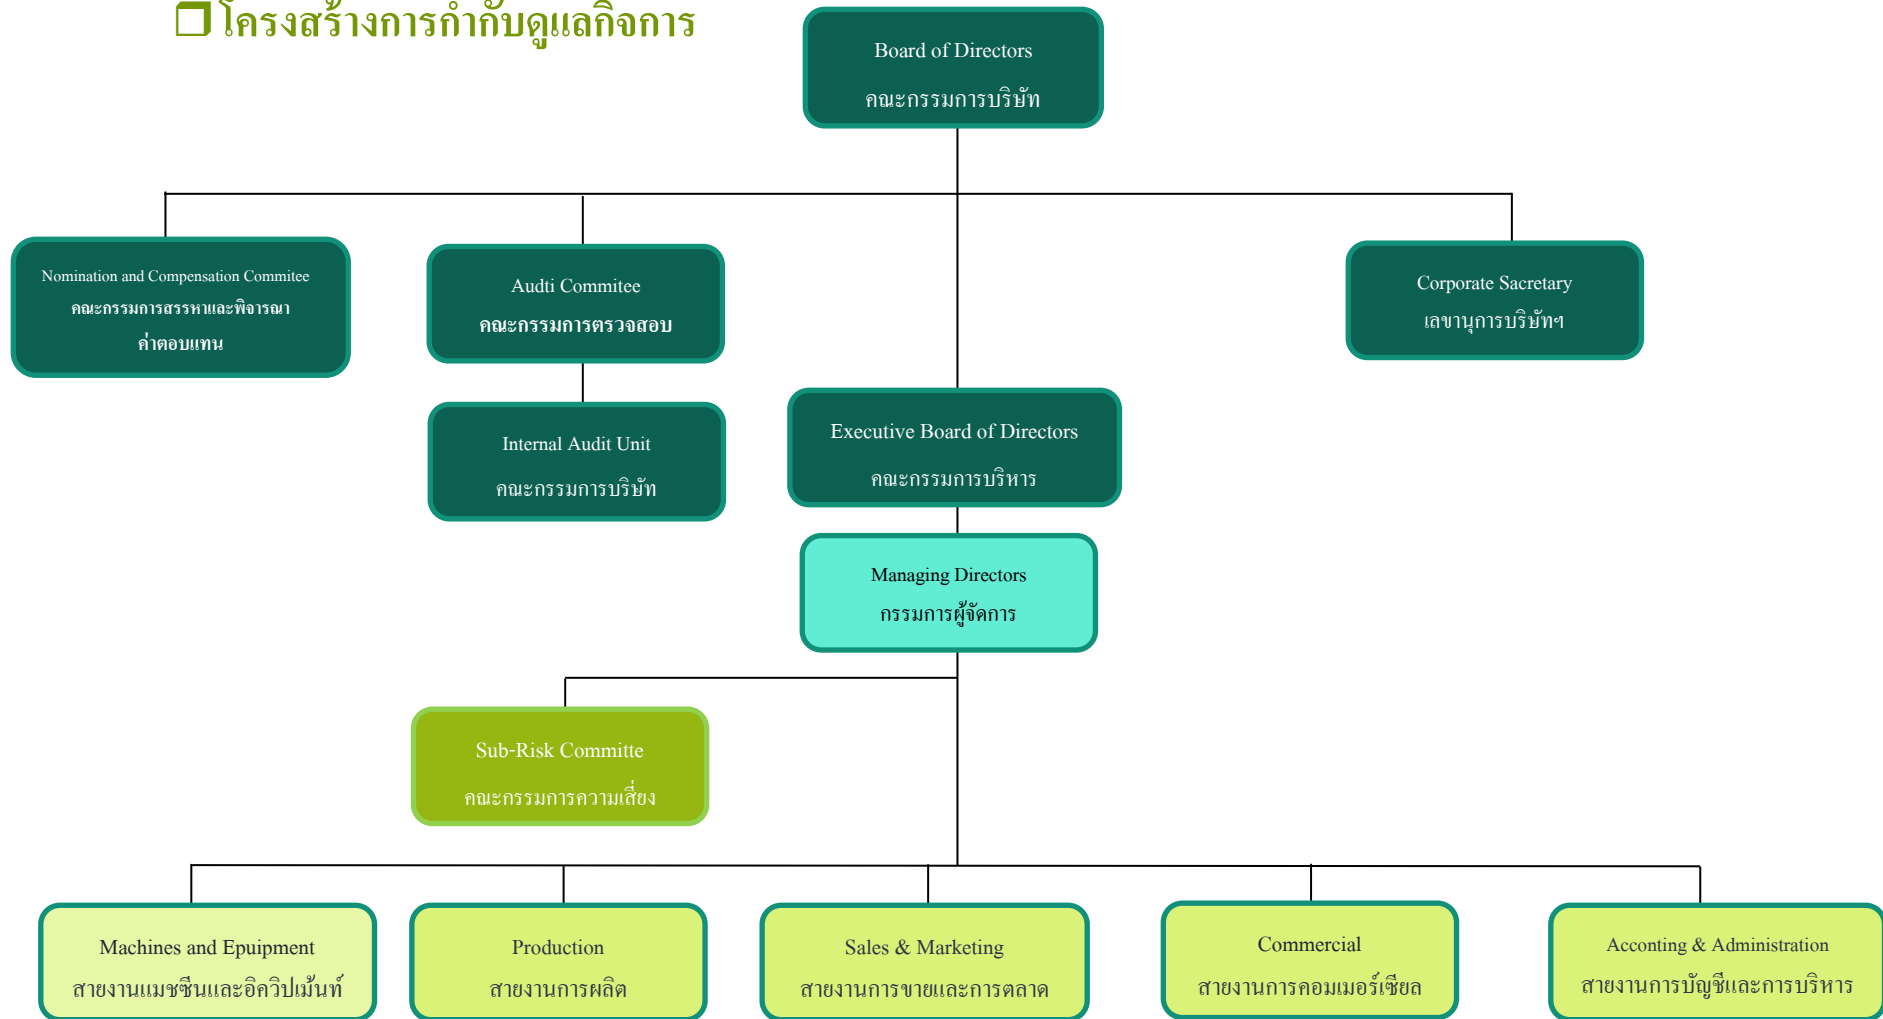 โครงสร้างการกำกับดูแลกิจการ
Board of Directors
คณะกรรมการบริษัท
Nomination and Compensation Commitee
คณะกรรมการสรรหาและพิจารณา
ค่าตอบแทน
Audti Commitee
คณะกรรมการตรวจสอบ
Corporate Sacretary
เลขานุการบริษัทฯ
Internal Audit Unit
คณะกรรมการบริษัท
Executive Board of Directors
คณะกรรมการบริหาร
Managing Directors
กรรมการผู้จัดการ
Sub-Risk Committe
คณะกรรมการความเสี่ยง
Machines and Epuipment
สายงานแมชชีนและอิควิปเม้นท์
Production
สายงานการผลิต
Sales & Marketing
สายงานการขายและการตลาด
Commercial
สายงานการคอมเมอร์เซียล
Acconting & Administration
สายงานการบัญชีและการบริหาร